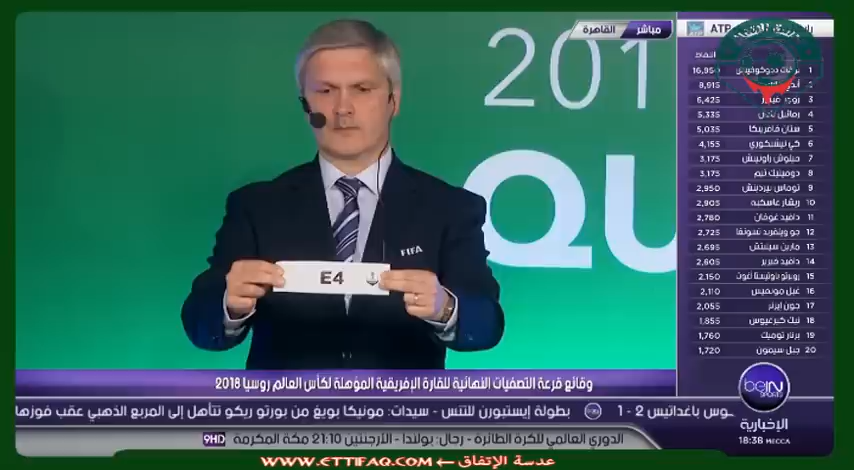 مباشر القاهرة
201
QU
FIFA
E4
ATP
النقاط
1 16,950
2 8,915
3 6,425
4 رفائيل نادال 5,335
5 ستان فافرينكا 5,035
6 كي نيشيكوري 4,155
7 ميلوش راونيتش 3,175
8 دومينيك تيم 3,175
9 توماس بيرديتش 2,950
10 ريشار غاسكيه 2,905
11 دافيد غوفان 2,780
12 جو ويلفريد تسونغا 2,725
13 مارين سيليتش 2,695
14 دافيد فيرير 2,605
15 روبرتو باوتيستا أغوت 2,150
16 غيل مونفيس 2,110
17 جون إيزنر 2,055
18 نيك كيرغيوس 1,855
19 برنار توميك 1,760
20 جيل سيمون 1,720
وقائع قرعة التصفيات النهائية للقارة الإفريقية المؤهلة لكأس العالم روسيا 2018
beIN SPORTS
وس باغداتيس 2 - 1 بطولة إيستبورن للتنس - سيدات: مونيكا بويغ من بورتو ريكو تتأهل إلى المربع الذهبي عقب فوزها
الإخبارية
الدوري العالمي للكرة الطائرة - رجال: بولندا - الأرجنتين 21:10 مكة المكرمة 9HD
18:38 MECCA
عدسة الإتفاق ← WWW.ETTIFAQ.COM